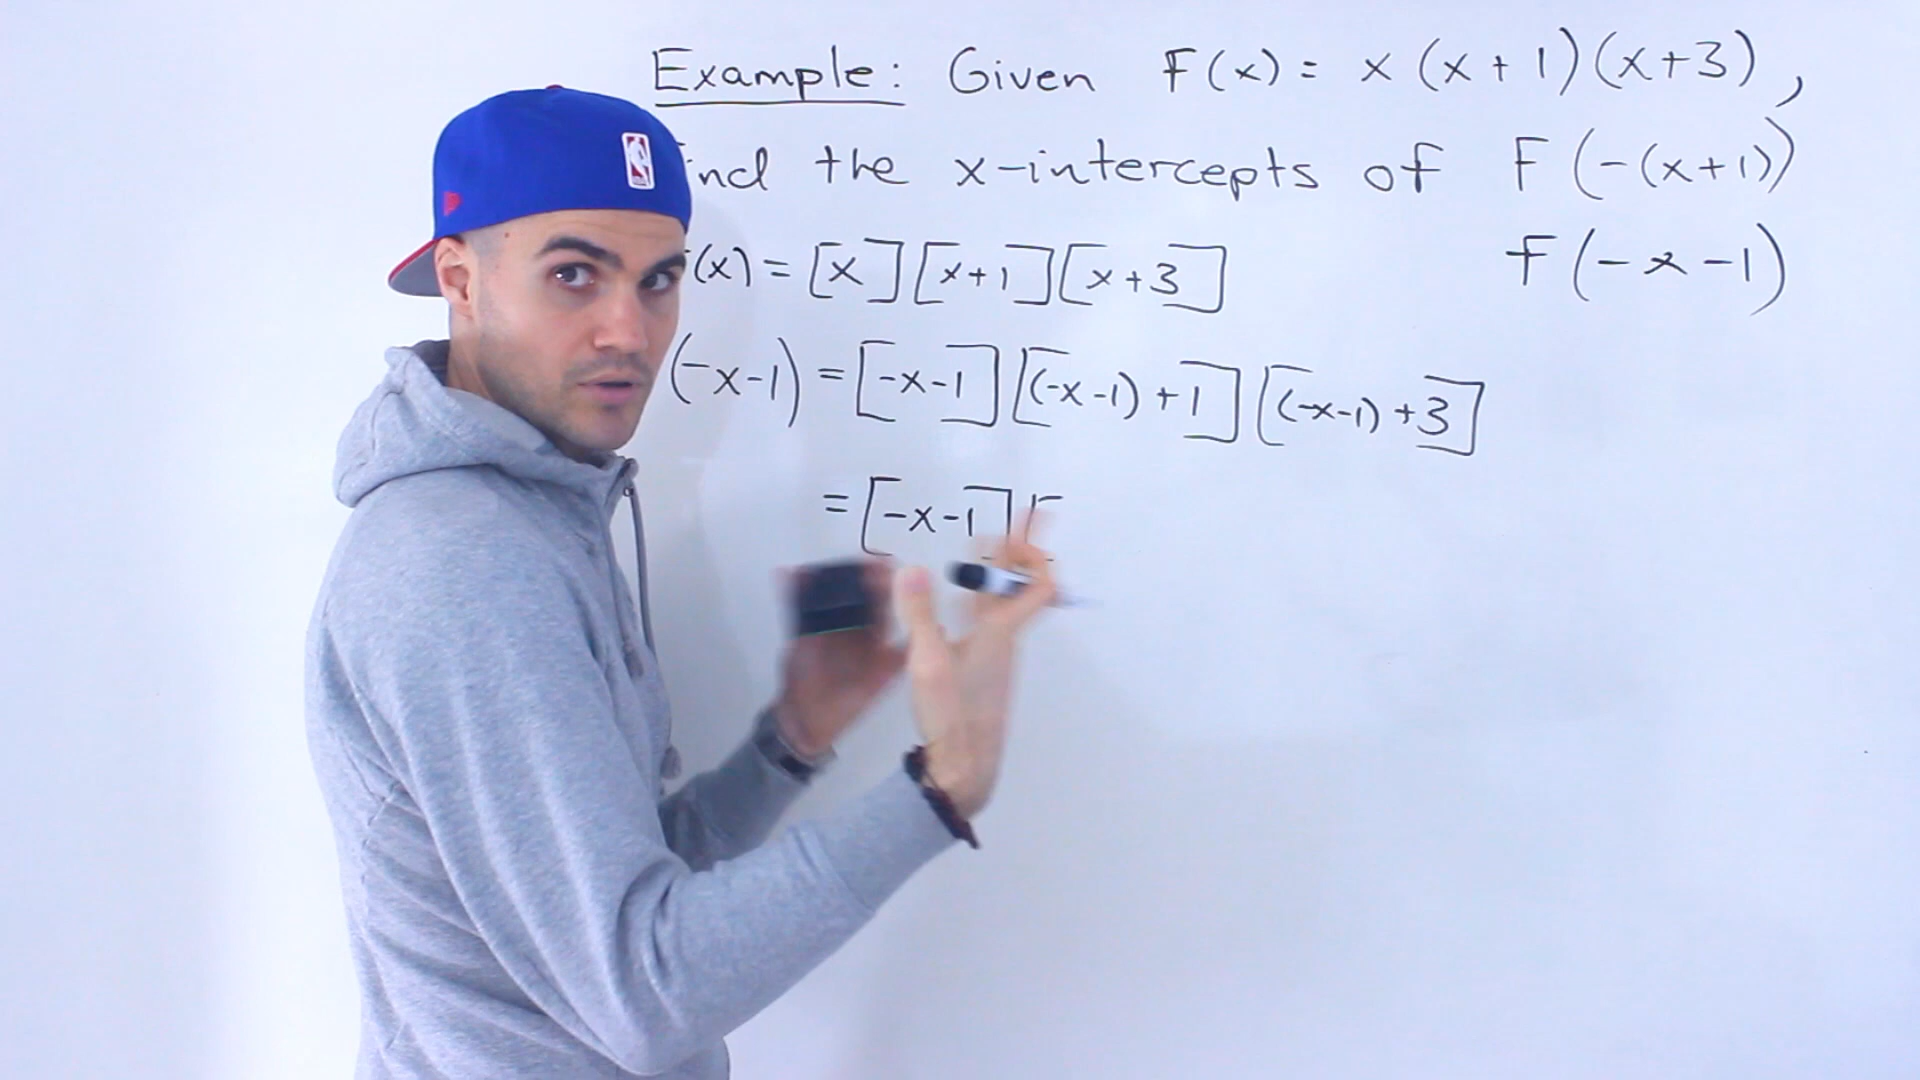 Example: Given F(x) = x (x + 1)(x+3),
ind the x-intercepts of F(-(x+1))
(x) = [x][x+1][x+3] F(-x-1)
(-x-1) = [-x-1][(-x-1)+1][(-x-1)+3]
= [-x-1][